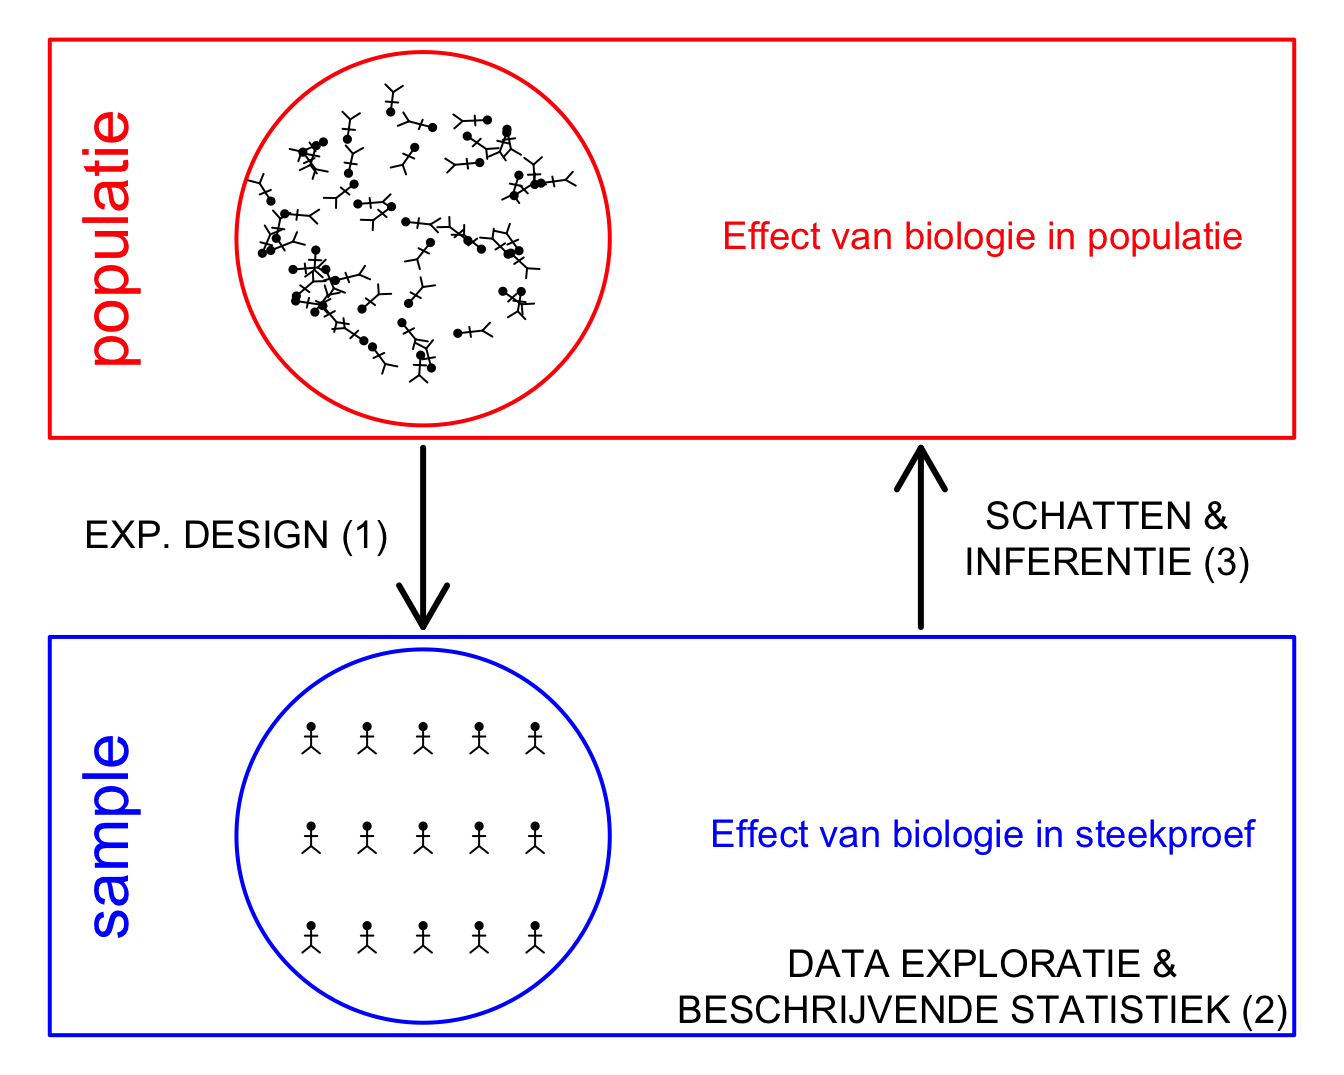 populatie
Effect van biologie in populatie
EXP. DESIGN (1)
SCHATTEN &
INFERENTIE (3)
sample
Effect van biologie in steekproef
DATA EXPLORATIE &
BESCHRIJVENDE STATISTIEK (2)